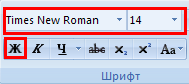 Times New Roman 14
Ж К Ч abc x₂ x² Aa
Шрифт